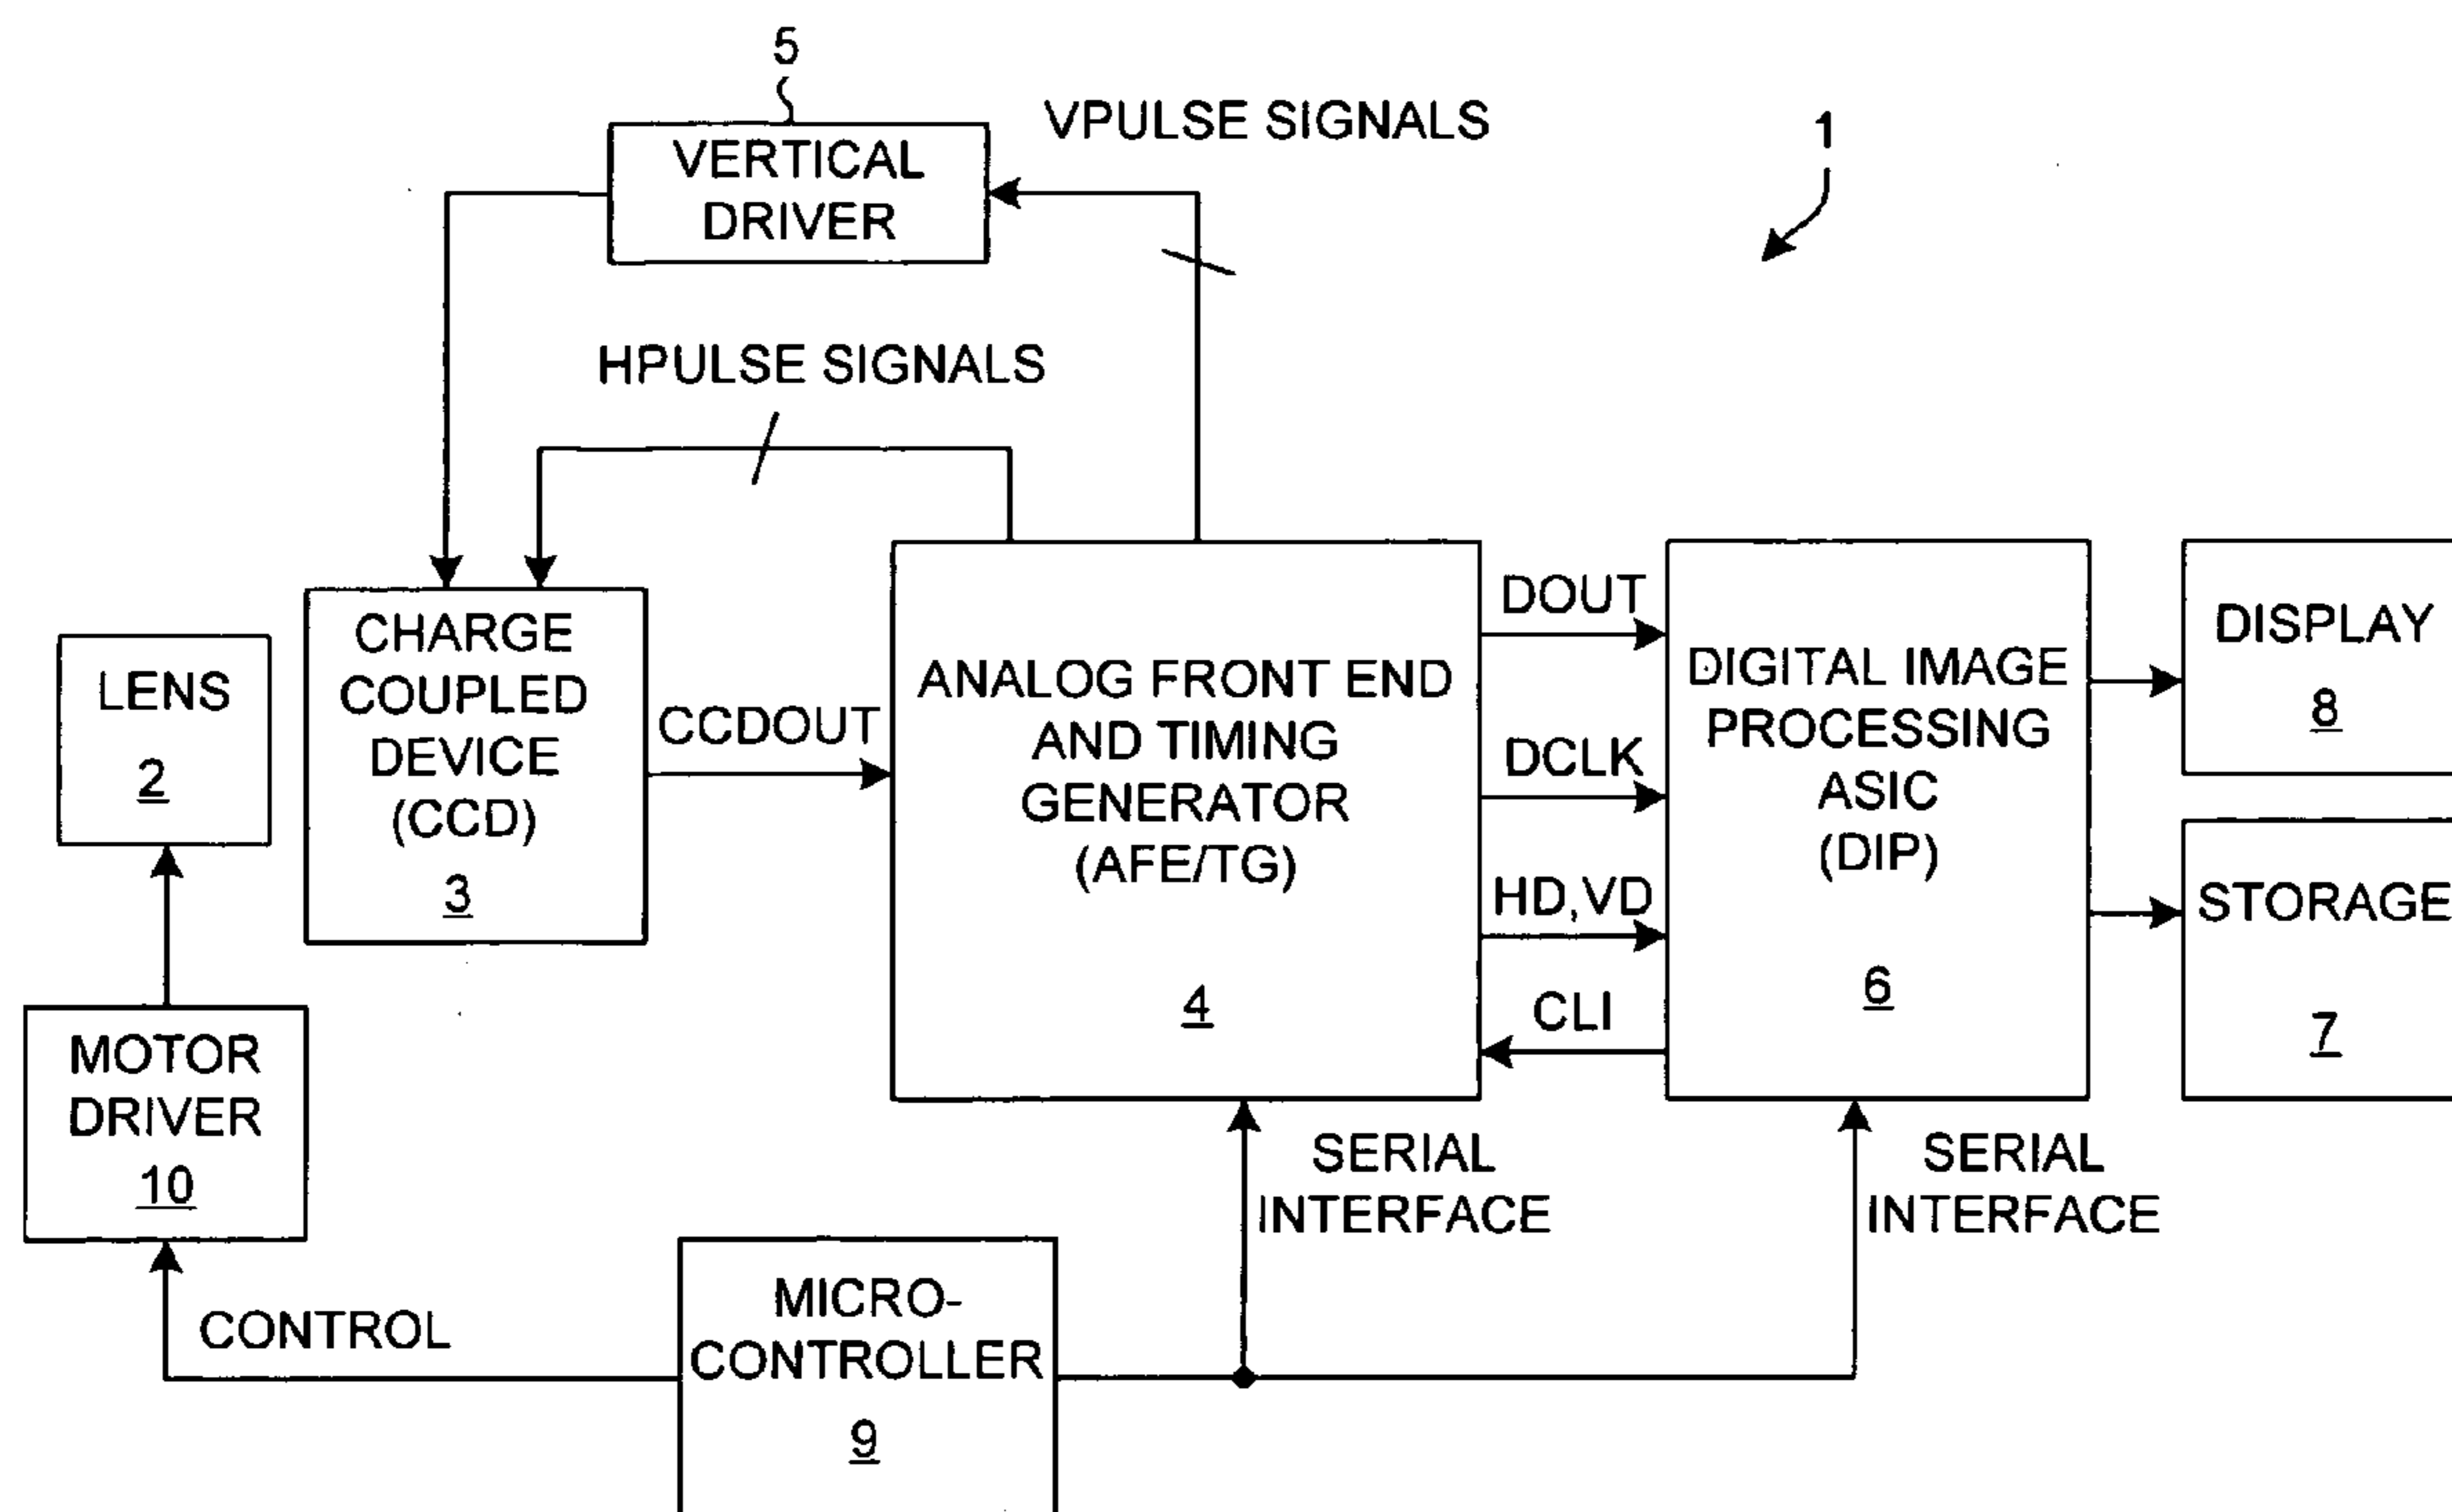 5
VPULSE SIGNALS
1
VERTICAL
DRIVER
HPULSE SIGNALS
LENS
2
CHARGE
COUPLED
DEVICE
(CCD)
3
CCDOUT
ANALOG FRONT END
AND TIMING
GENERATOR
(AFE/TG)
4
DOUT
DCLK
HD,VD
CLI
DIGITAL IMAGE
PROCESSING
ASIC
(DIP)
6
DISPLAY
8
STORAGE
7
MOTOR
DRIVER
10
CONTROL
MICRO-
CONTROLLER
9
SERIAL
INTERFACE
SERIAL
INTERFACE